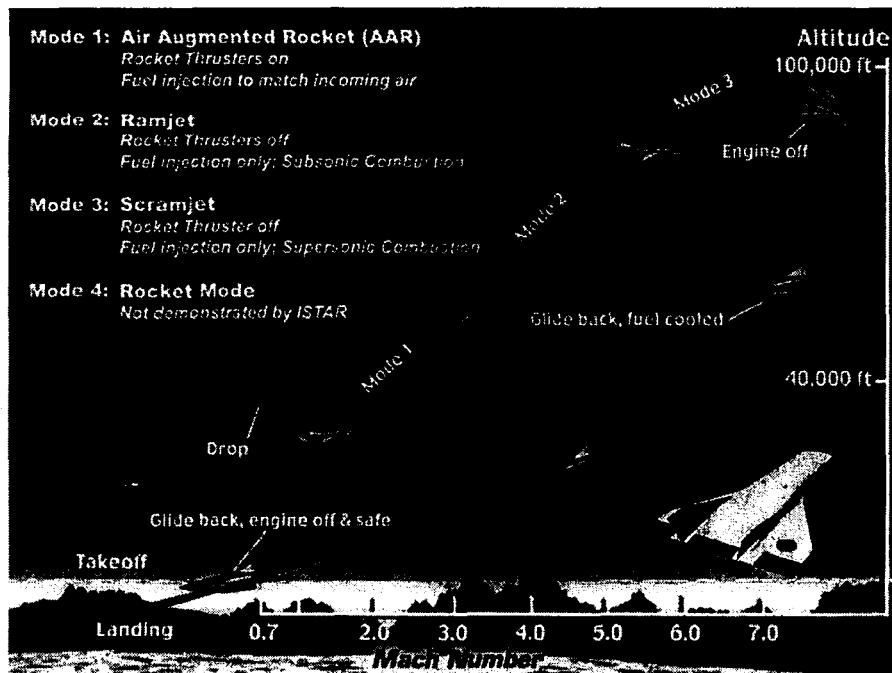 Mode 1: Air Augmented Rocket (AAR)
Rocket Thrusters on
Fuel injection to match incoming air
Mode 2: Ramjet
Rocket Thrusters off
Fuel injection only; Subsonic Combustion
Mode 3: Scramjet
Rocket Thruster off
Fuel injection only; Supersonic Combustion
Mode 4: Rocket Mode
Not demonstrated by ISTAR
Altitude
100,000 ft
Mode 3
Engine off
Mode 2
Glide back, fuel cooled
Mode 1
40,000 ft
Drop
Glide back, engine off & safe
Takeoff
Landing
0.7 2.0 3.0 4.0 5.0 6.0 7.0
Mach Number